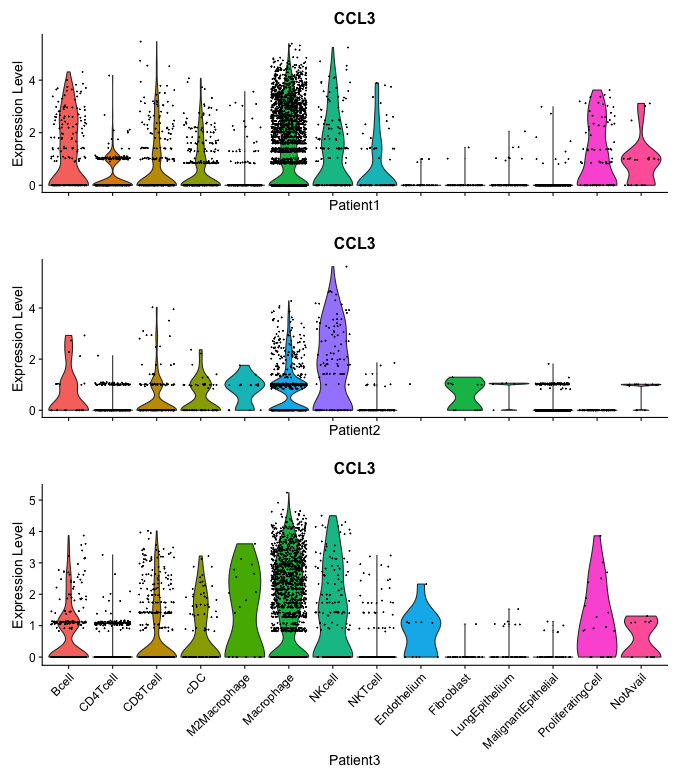 CCL3
Expression Level
4
2
0
Patient1
CCL3
Expression Level
4
2
0
Patient2
CCL3
Expression Level
5
4
3
2
1
0
Bcell
CD4Tcell
CD8Tcell
cDC
M2Macrophage
Macrophage
NKcell
NKTcell
Endothelium
Fibroblast
LungEpithelium
MalignantEpithelial
ProliferatingCell
NotAvail
Patient3